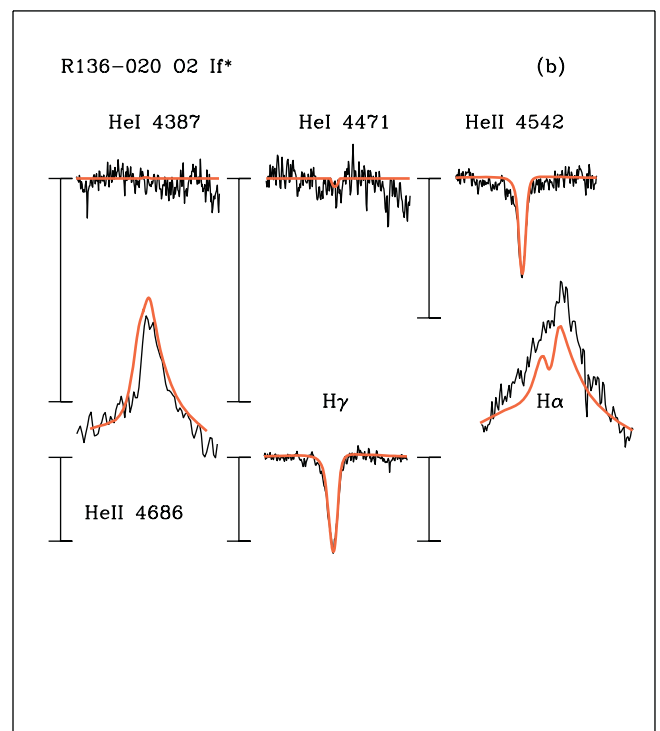 R136−020 O2 If*
(b)
HeI 4387
HeI 4471
HeII 4542
Hγ
Hα
HeII 4686